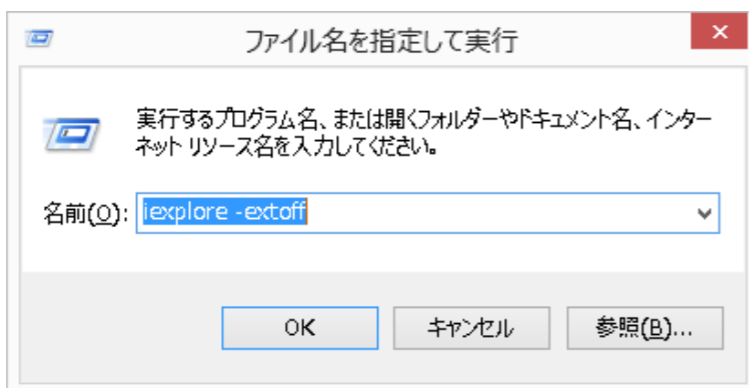 ファイル名を指定して実行
実行するプログラム名、または開くフォルダーやドキュメント名、インター
ネット リソース名を入力してください。
名前(O): iexplore -extoff
OK キャンセル 参照(B)...